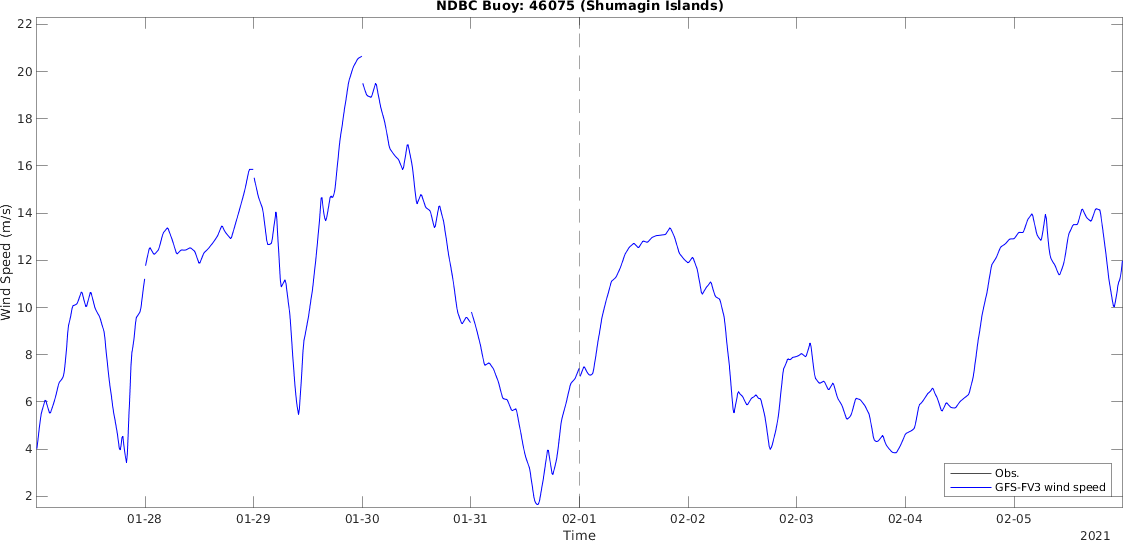 NDBC Buoy: 46075 (Shumagin Islands)
22
20
18
16
14
12
10
8
6
4
2
Wind Speed (m/s)
01-28 01-29 01-30 01-31 02-01 02-02 02-03 02-04 02-05
Time
2021
Obs.
GFS-FV3 wind speed